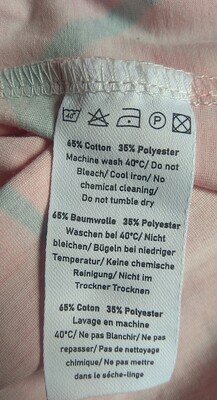 40°
P
65% Cotton 35% Polyester
Machine wash 40°C/ Do not
Bleach/ Cool iron/ No
chemical cleaning/
Do not tumble dry
65% Baumwolle 35% Polyester
Waschen bei 40°C/ Nicht
bleichen/ Bügeln bei niedriger
Temperatur/ Keine chemische
Reinigung/ Nicht im
Trockner Trocknen
65% Coton 35% Polyester
Lavage en machine
40°C/ Ne pas Blanchir/ Ne pas
repasser/ Pas de nettoyage
chimique/ Ne pas mettre
dans le séche-linge